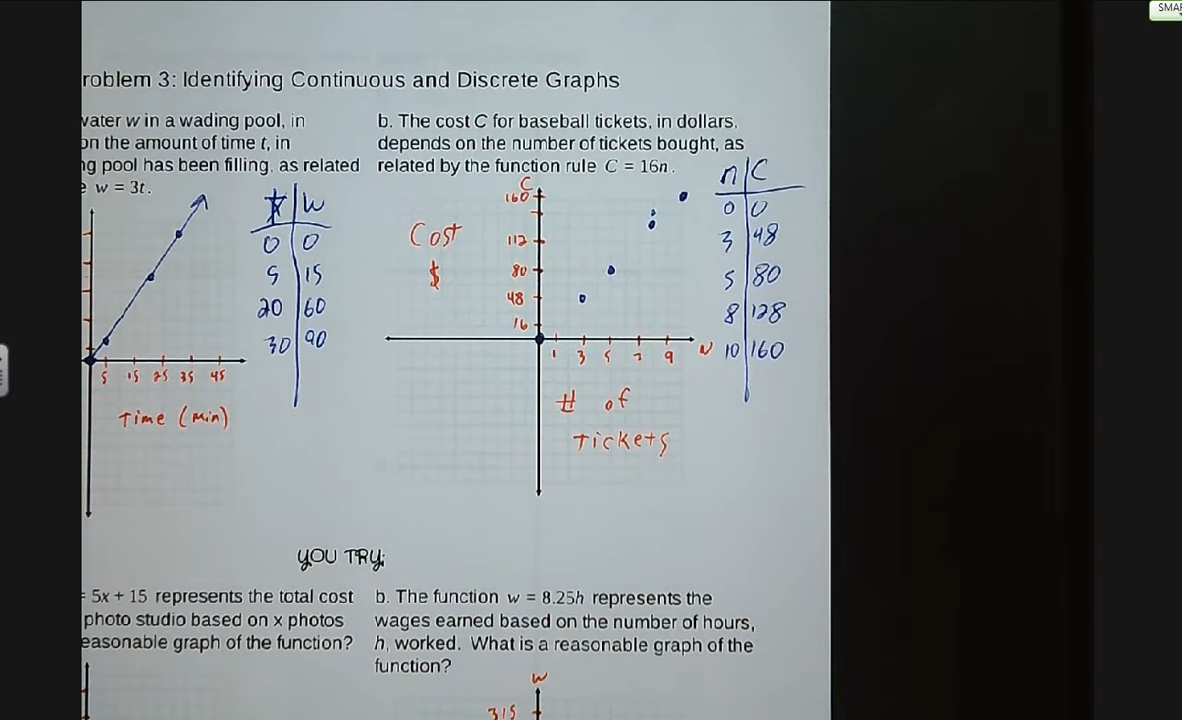 roblem 3: Identifying Continuous and Discrete Graphs
vater w in a wading pool, in
on the amount of time t, in
ng pool has been filling, as related
e w = 3t.
t W
0 0
5 15
20 60
30 90
5 15 25 35 45
Time (min)
b. The cost C for baseball tickets, in dollars,
depends on the number of tickets bought, as
related by the function rule C = 16n.
C
160
112
80
48
16
Cost
$
1 3 5 7 9 N
# of
Tickets
n C
0 0
3 48
5 80
8 128
10 160
YOU TRY:
= 5x + 15 represents the total cost
photo studio based on x photos
easonable graph of the function?
b. The function w = 8.25h represents the
wages earned based on the number of hours,
h, worked. What is a reasonable graph of the
function?
W
315
SMA